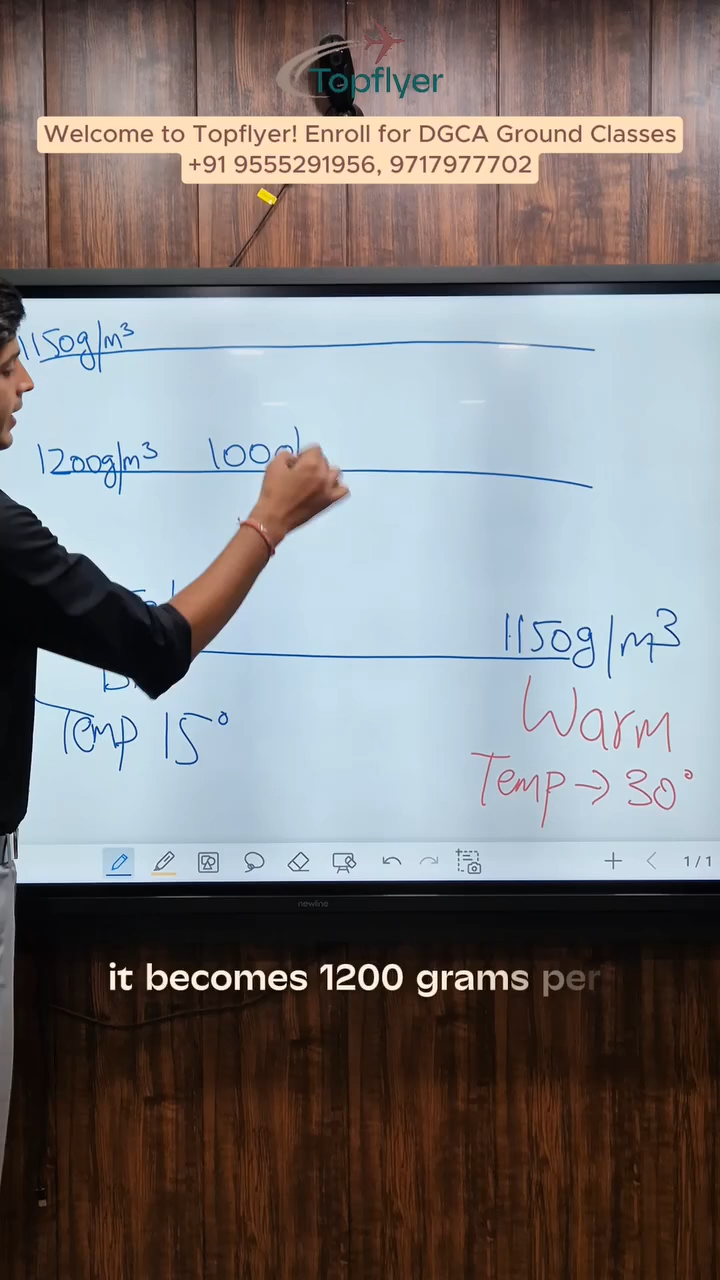 Topflyer
Welcome to Topflyer! Enroll for DGCA Ground Classes
+91 9555291956, 9717977702
1150g/m³
1200g/m³ 1000
1150g/m³
Warm
Temp 15°
Temp → 30°
1/1
newline
it becomes 1200 grams per